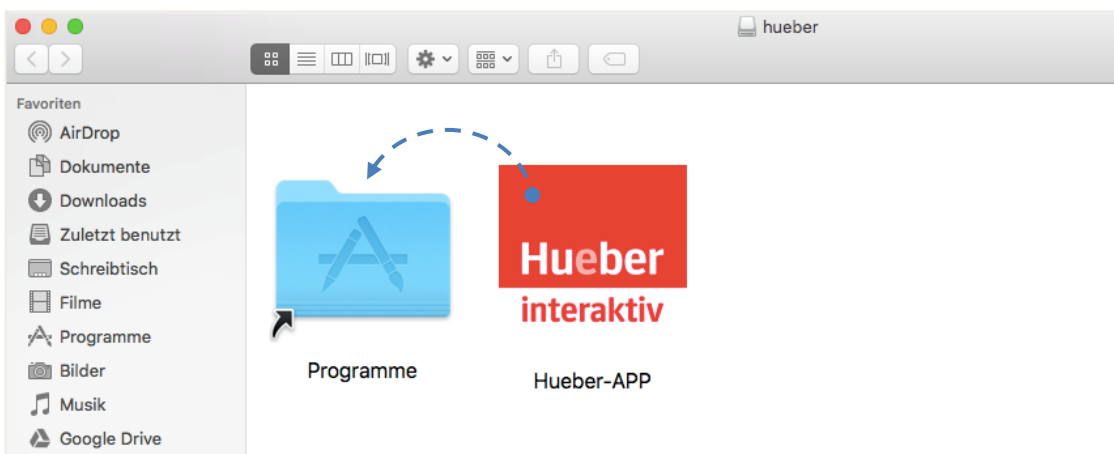 hueber
Favoriten
AirDrop
Dokumente
Downloads
Zuletzt benutzt
Schreibtisch
Filme
Programme
Bilder
Musik
Google Drive
Programme
Hueber
interaktiv
Hueber-APP